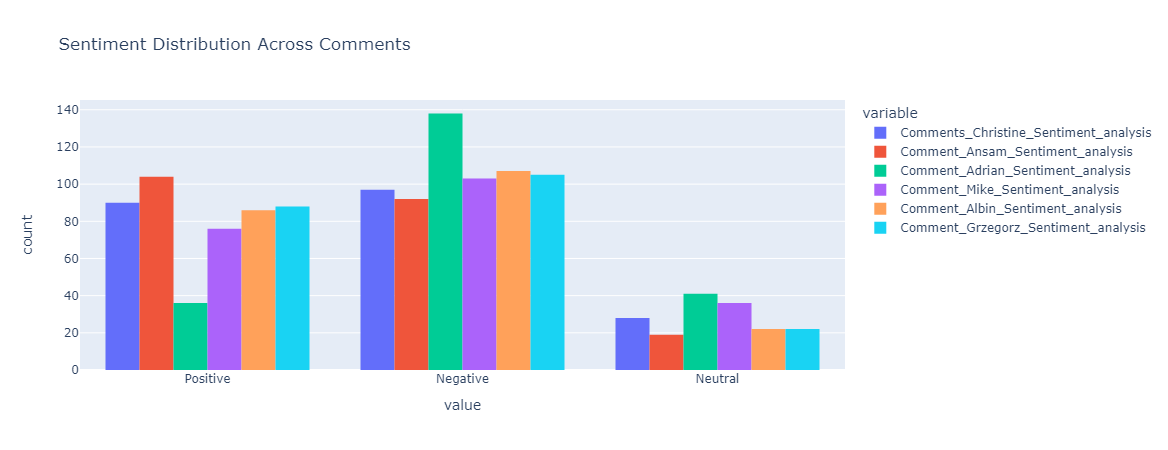 Sentiment Distribution Across Comments
variable
Comments_Christine_Sentiment_analysis
Comment_Ansam_Sentiment_analysis
Comment_Adrian_Sentiment_analysis
Comment_Mike_Sentiment_analysis
Comment_Albin_Sentiment_analysis
Comment_Grzegorz_Sentiment_analysis
count
140
120
100
80
60
40
20
0
Positive
Negative
Neutral
value